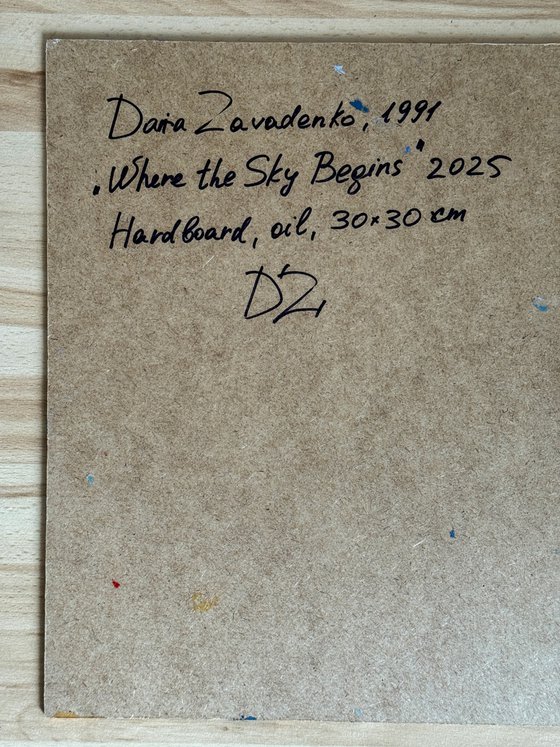 Daria Zavadenko, 1991
"Where the Sky Begins" 2025
Hardboard, oil, 30×30 cm
DZ